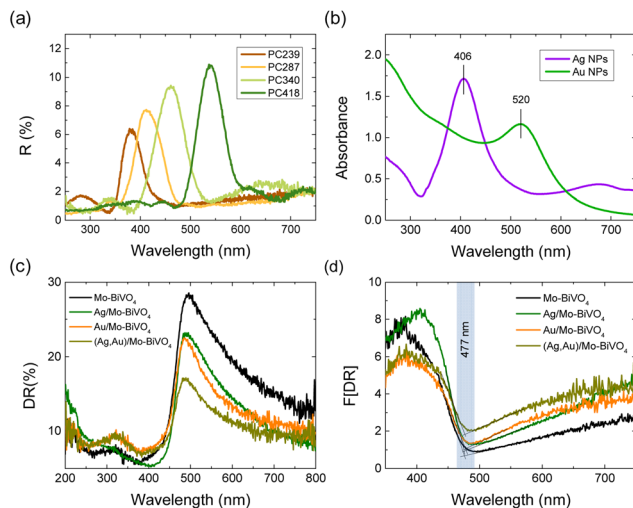 (a)
PC239
PC287
PC340
PC418
R (%)
12
10
8
6
4
2
0
300 400 500 600 700
Wavelength (nm)
(b)
Ag NPs
Au NPs
406
520
Absorbance
2.0
1.5
1.0
0.5
0.0
300 400 500 600 700
Wavelength (nm)
(c)
Mo-BiVO₄
Ag/Mo-BiVO₄
Au/Mo-BiVO₄
(Ag,Au)/Mo-BiVO₄
DR(%)
30
20
10
200 300 400 500 600 700 800
Wavelength (nm)
(d)
Mo-BiVO₄
Ag/Mo-BiVO₄
Au/Mo-BiVO₄
(Ag,Au)/Mo-BiVO₄
477 nm
F[DR]
10
8
6
4
2
0
400 500 600 700
Wavelength (nm)